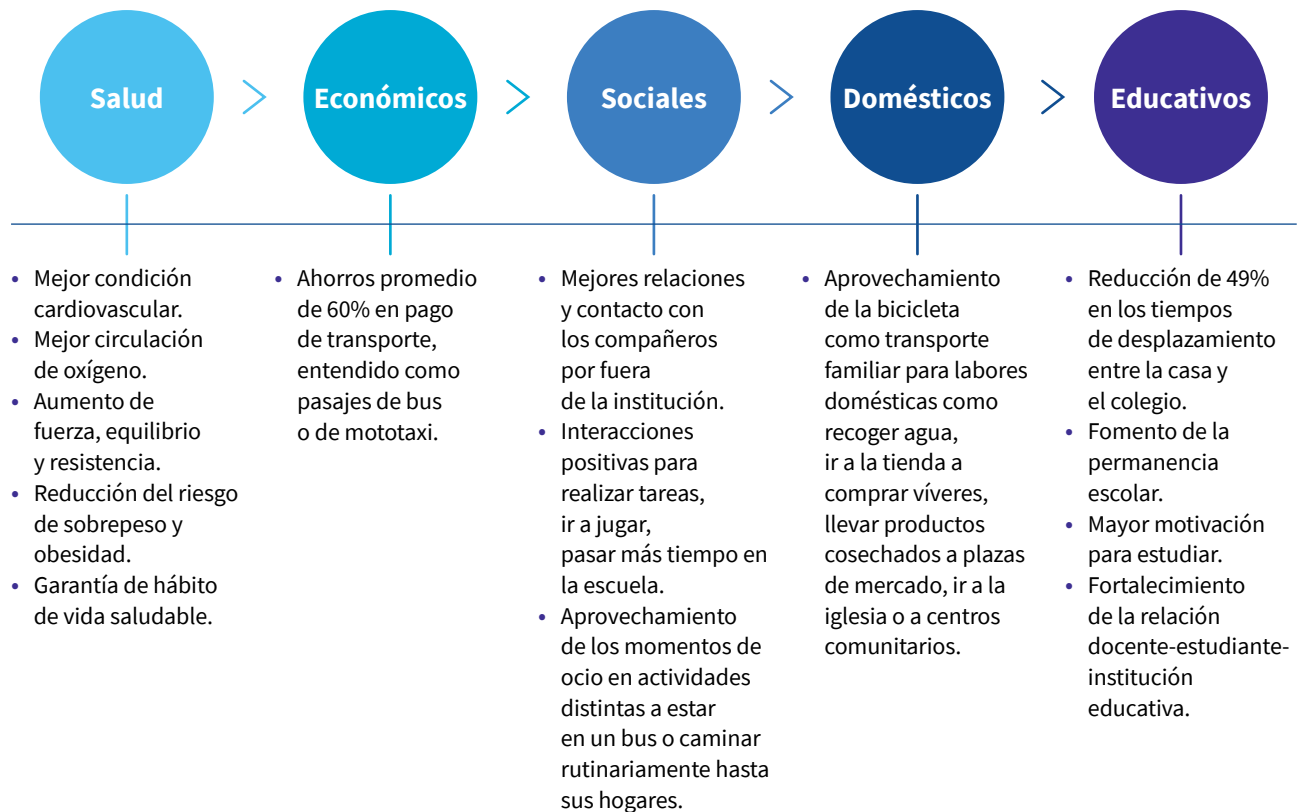 Salud
Económicos
Sociales
Domésticos
Educativos
• Mejor condición
cardiovascular.
• Mejor circulación
de oxígeno.
• Aumento de
fuerza, equilibrio
y resistencia.
• Reducción del riesgo
de sobrepeso y
obesidad.
• Garantía de hábito
de vida saludable.
• Ahorros promedio
de 60% en pago
de transporte,
entendido como
pasajes de bus
o de mototaxi.
• Mejores relaciones
y contacto con
los compañeros
por fuera
de la institución.
• Interacciones
positivas para
realizar tareas,
ir a jugar,
pasar más tiempo en
la escuela.
• Aprovechamiento
de los momentos de
ocio en actividades
distintas a estar
en un bus o caminar
rutinariamente hasta
sus hogares.
• Aprovechamiento
de la bicicleta
como transporte
familiar para labores
domésticas como
recoger agua,
ir a la tienda a
comprar víveres,
llevar productos
cosechados a plazas
de mercado, ir a la
iglesia o a centros
comunitarios.
• Reducción de 49%
en los tiempos
de desplazamiento
entre la casa y
el colegio.
• Fomento de la
permanencia
escolar.
• Mayor motivación
para estudiar.
• Fortalecimiento
de la relación
docente-estudiante-
institución
educativa.